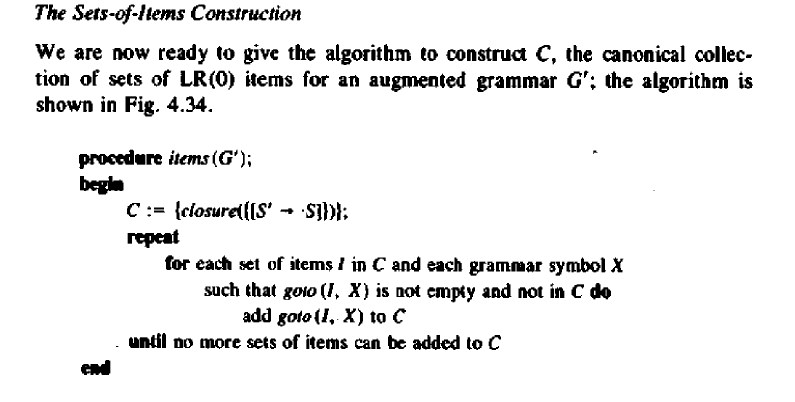 The Sets-of-Items Construction
We are now ready to give the algorithm to construct C, the canonical collec-
tion of sets of LR(0) items for an augmented grammar G′; the algorithm is
shown in Fig. 4.34.
procedure items(G′);
begin
C := {closure({[S′ → ·S]})};
repeat
for each set of items I in C and each grammar symbol X
such that goto(I, X) is not empty and not in C do
add goto(I, X) to C
until no more sets of items can be added to C
end